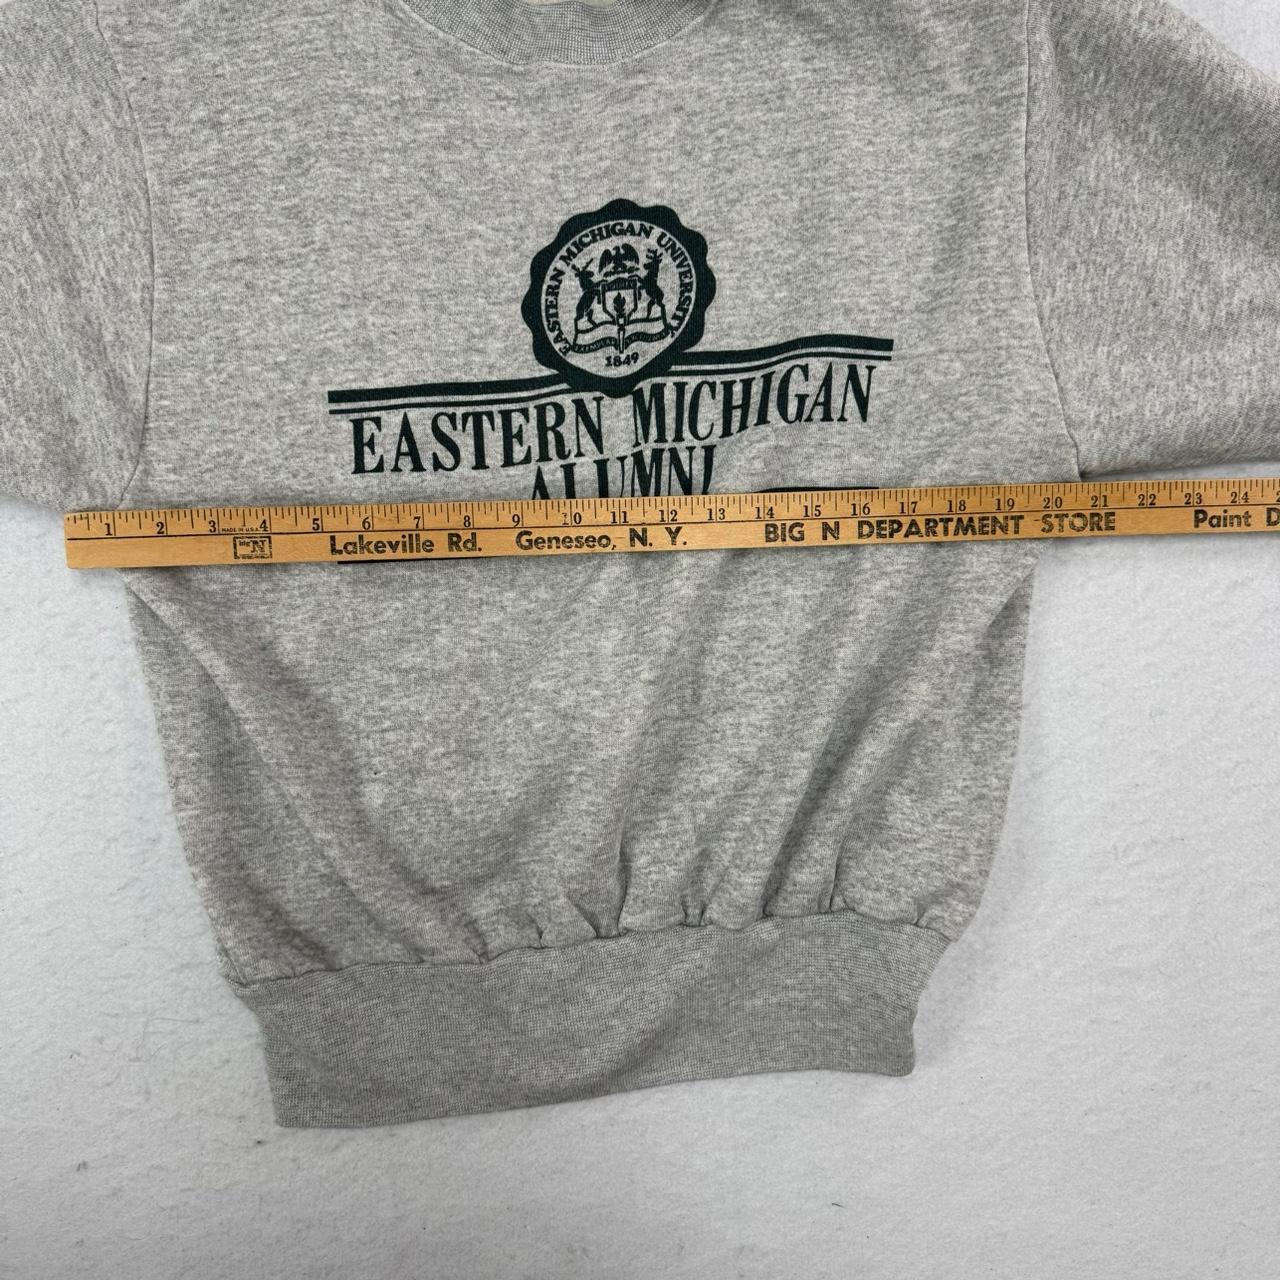 EASTERN MICHIGAN UNIVERSITY
1849
EASTERN MICHIGAN
ALUMNI
1 2 3 4 5 6 7 8 9 10 11 12 13 14 15 16 17 18 19 20 21 22 23 24
MADE IN U.S.A.
big N Lakeville Rd. Geneseo, N. Y. BIG N DEPARTMENT STORE Paint D